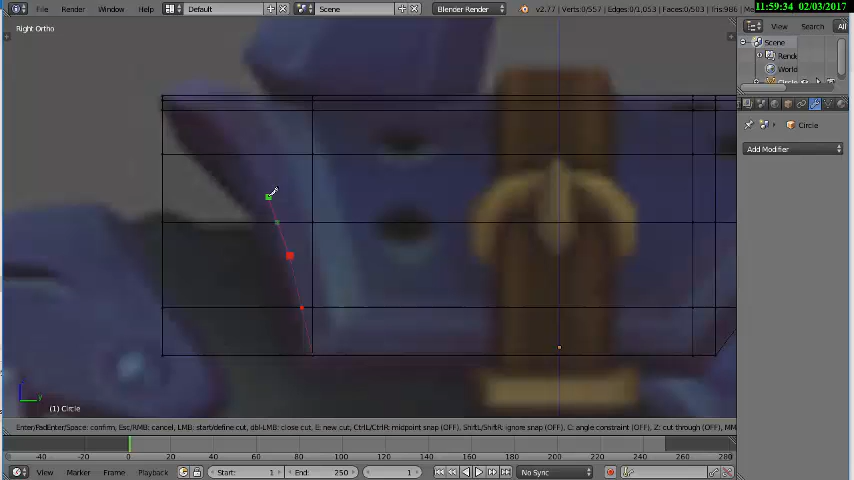 11:59:34 02/03/2017
File Render Window Help Default Scene Blender Render v2.77 | Verts:0/557 | Edges:0/1,053 | Faces:0/503 | Tris:986
Right Ortho
View Search All
Scene
Rende
World
Circle
Circle
Add Modifier
(1) Circle
Enter/PadEnter/Space: confirm, Esc/RMB: cancel, LMB: start/define cut, dbl-LMB: close cut, E: new cut, Ctrl/CtrlR: midpoint snap (OFF), Shift/ShiftR: ignore snap (OFF), C: angle constraint (OFF), Z: cut through (OFF), MM
-40 -20 0 20 40 60 80 100 120 140 160 180 200 220 240 260 280
View Marker Frame Playback Start: 1 End: 250 1 No Sync